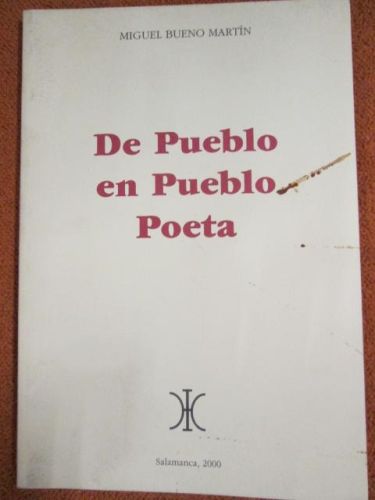 MIGUEL BUENO MARTÍN
De Pueblo
en Pueblo
Poeta
Salamanca, 2000